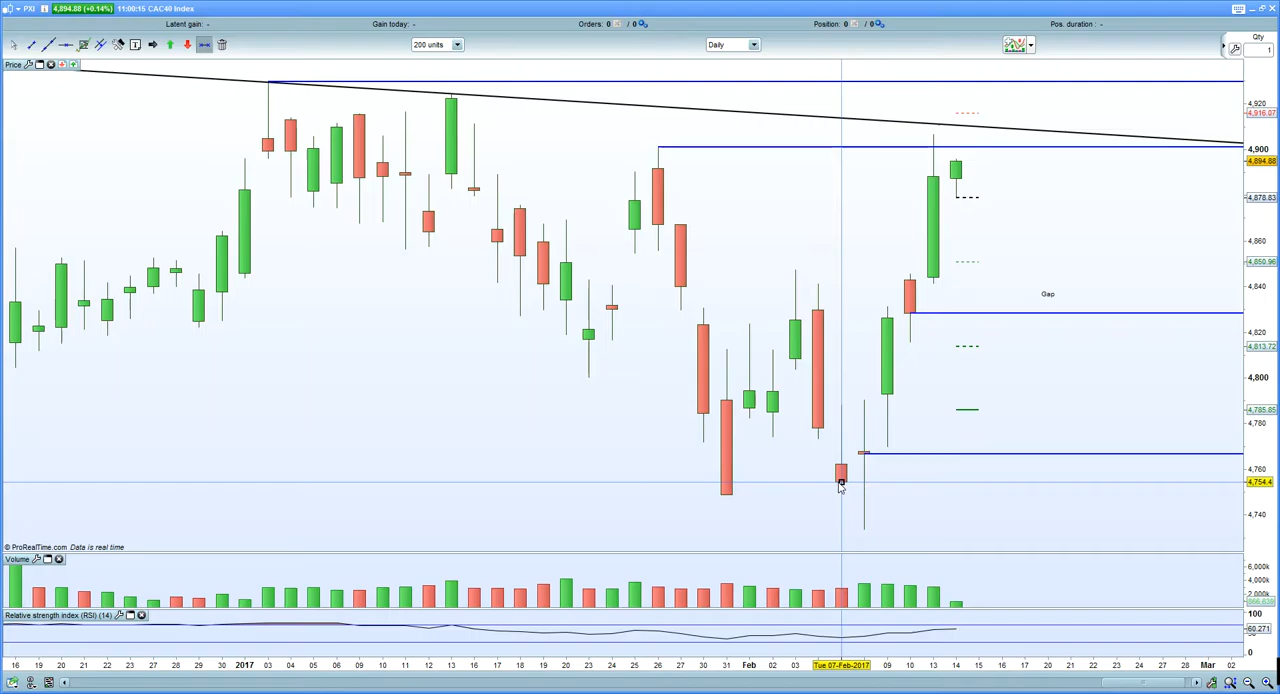 PXI 4,894.88 (+0.14%) 11:00:15 CAC40 Index
Latent gain: - Gain today: - Orders: 0 / 0 Position: 0 / 0 Pos. duration : -
200 units Daily Qty
1
Price
4,920
4,916.07
4,900
4,894.88
4,878.83
4,860
4,850.96
4,840
Gap
4,820
4,813.72
4,800
4,785.85
4,780
4,760
4,754.4
4,740
© ProRealTime.com Data is real time
Volume
6,000k
4,000k
2,000k
Relative strength index (RSI) (14)
100
60.271
0
16 19 20 21 22 23 26 27 28 29 30 2017 03 04 05 06 09 10 11 12 13 16 17 18 19 20 23 24 25 26 27 30 31 Feb 02 03 Tue 07-Feb-2017 09 10 13 14 15 16 17 20 21 22 23 24 27 28 Mar 02